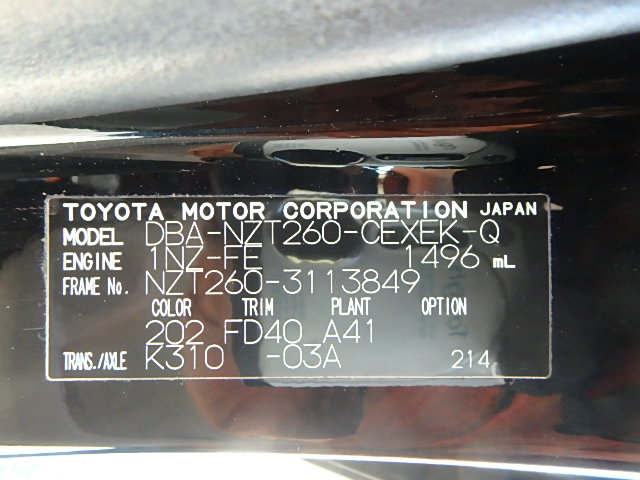 TOYOTA MOTOR CORPORATION JAPAN
MODEL DBA-NZT260-CEXEK-Q
ENGINE 1NZ-FE 1496 mL
FRAME No. NZT260-3113849
COLOR TRIM PLANT OPTION
202 FD40 A41
TRANS./AXLE K310 -03A 214